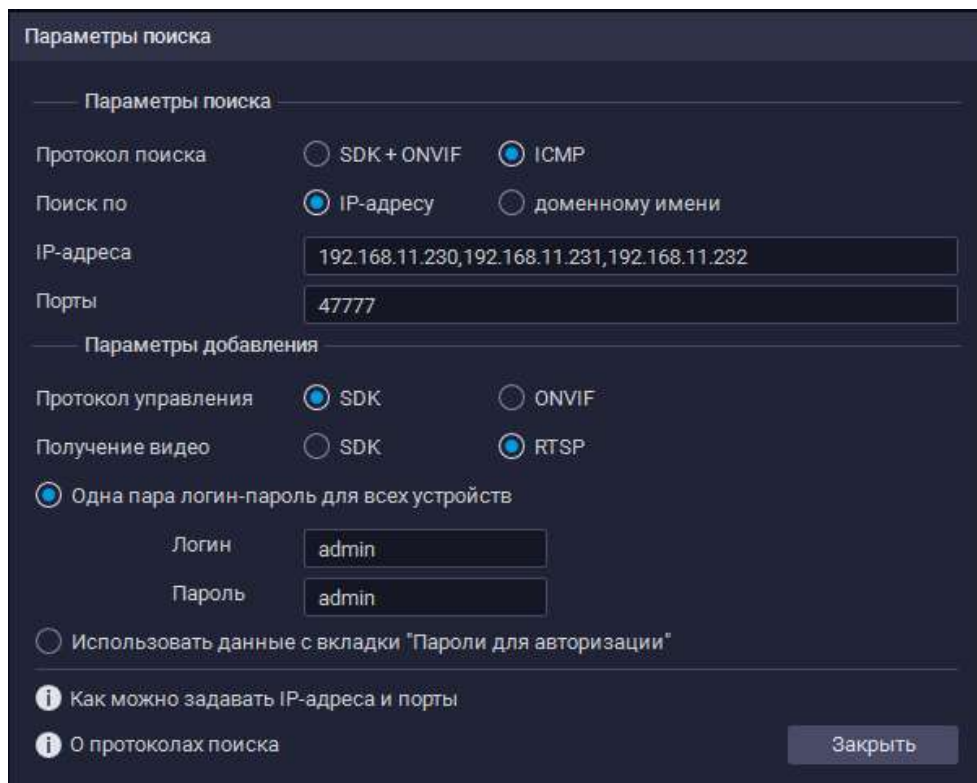 Параметры поиска
Параметры поиска
Протокол поиска SDK + ONVIF ICMP
Поиск по IP-адресу доменному имени
IP-адреса 192.168.11.230,192.168.11.231,192.168.11.232
Порты 47777
Параметры добавления
Протокол управления SDK ONVIF
Получение видео SDK RTSP
Одна пара логин-пароль для всех устройств
Логин admin
Пароль admin
Использовать данные с вкладки "Пароли для авторизации"
Как можно задавать IP-адреса и порты
О протоколах поиска Закрыть